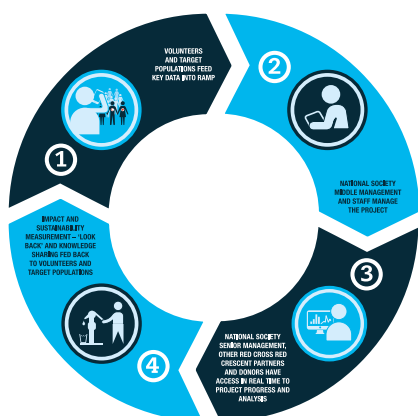 VOLUNTEERS
AND TARGET
POPULATIONS FEED
KEY DATA INTO RAMP
1
2
NATIONAL SOCIETY
MIDDLE MANAGEMENT
AND STAFF MANAGE
THE PROJECT
3
NATIONAL SOCIETY
SENIOR MANAGEMENT,
OTHER RED CROSS RED
CRESCENT PARTNERS
AND DONORS HAVE
ACCESS IN REAL TIME TO
PROJECT PROGRESS AND
ANALYSIS
4
IMPACT AND
SUSTAINABILITY
MEASUREMENT – ‘LOOK
BACK’ AND KNOWLEDGE
SHARING FED BACK
TO VOLUNTEERS AND
TARGET POPULATIONS